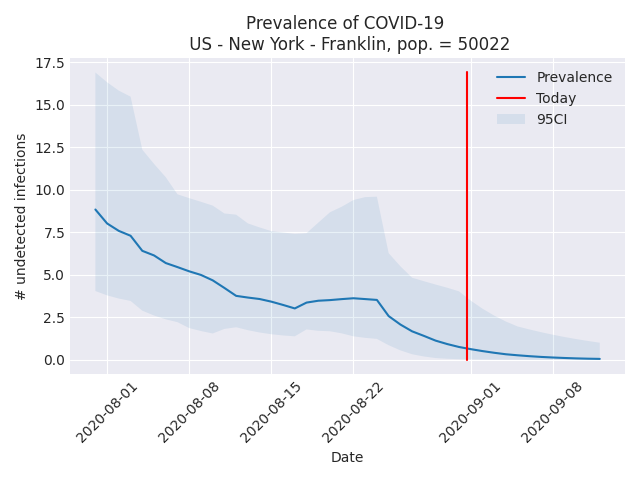 Prevalence of COVID-19
US - New York - Franklin, pop. = 50022
17.5
15.0
12.5
10.0
7.5
5.0
2.5
0.0
# undetected infections
Prevalence
Today
95CI
2020-08-01
2020-08-08
2020-08-15
2020-08-22
2020-09-01
2020-09-08
Date